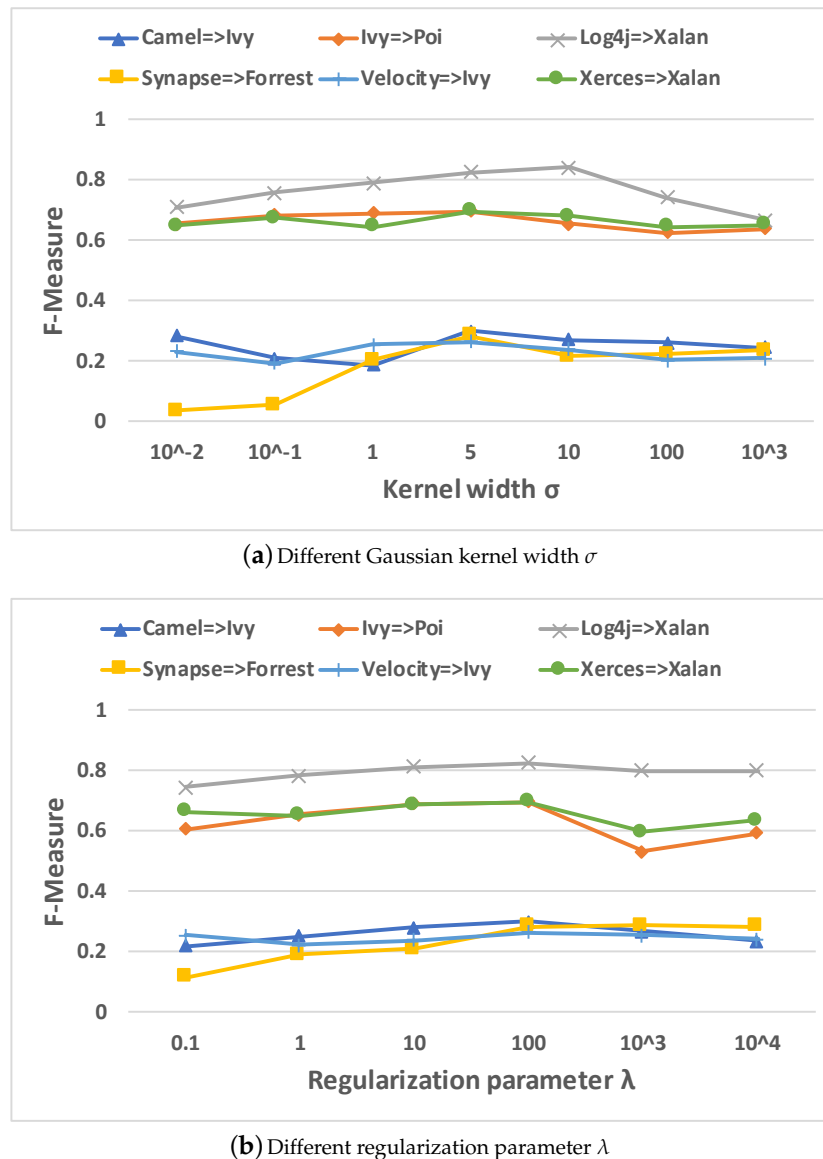 Camel=>Ivy Ivy=>Poi Log4j=>Xalan
Synapse=>Forrest Velocity=>Ivy Xerces=>Xalan
F-Measure
1
0.8
0.6
0.4
0.2
0
10^-2 10^-1 1 5 10 100 10^3
Kernel width σ
(a) Different Gaussian kernel width σ
Camel=>Ivy Ivy=>Poi Log4j=>Xalan
Synapse=>Forrest Velocity=>Ivy Xerces=>Xalan
F-Measure
1
0.8
0.6
0.4
0.2
0
0.1 1 10 100 10^3 10^4
Regularization parameter λ
(b) Different regularization parameter λ